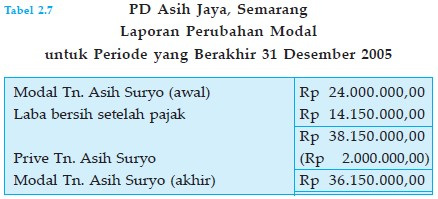 Tabel 2.7
PD Asih Jaya, Semarang
Laporan Perubahan Modal
untuk Periode yang Berakhir 31 Desember 2005
Modal Tn. Asih Suryo (awal) Rp 24.000.000,00
Laba bersih setelah pajak Rp 14.150.000,00
Rp 38.150.000,00
Prive Tn. Asih Suryo (Rp 2.000.000,00)
Modal Tn. Asih Suryo (akhir) Rp 36.150.000,00